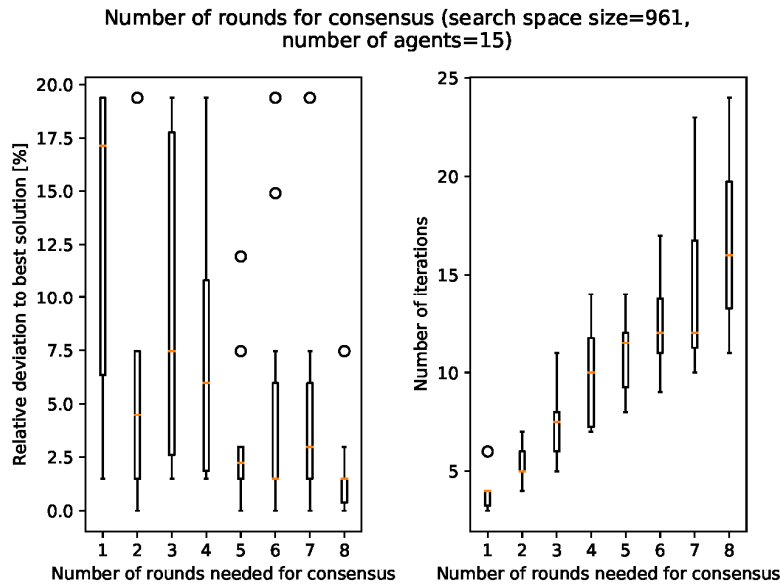 Number of rounds for consensus (search space size=961,
number of agents=15)
Relative deviation to best solution [%]
20.0
17.5
15.0
12.5
10.0
7.5
5.0
2.5
0.0
1 2 3 4 5 6 7 8
Number of rounds needed for consensus
Number of iterations
25
20
15
10
5
1 2 3 4 5 6 7 8
Number of rounds needed for consensus